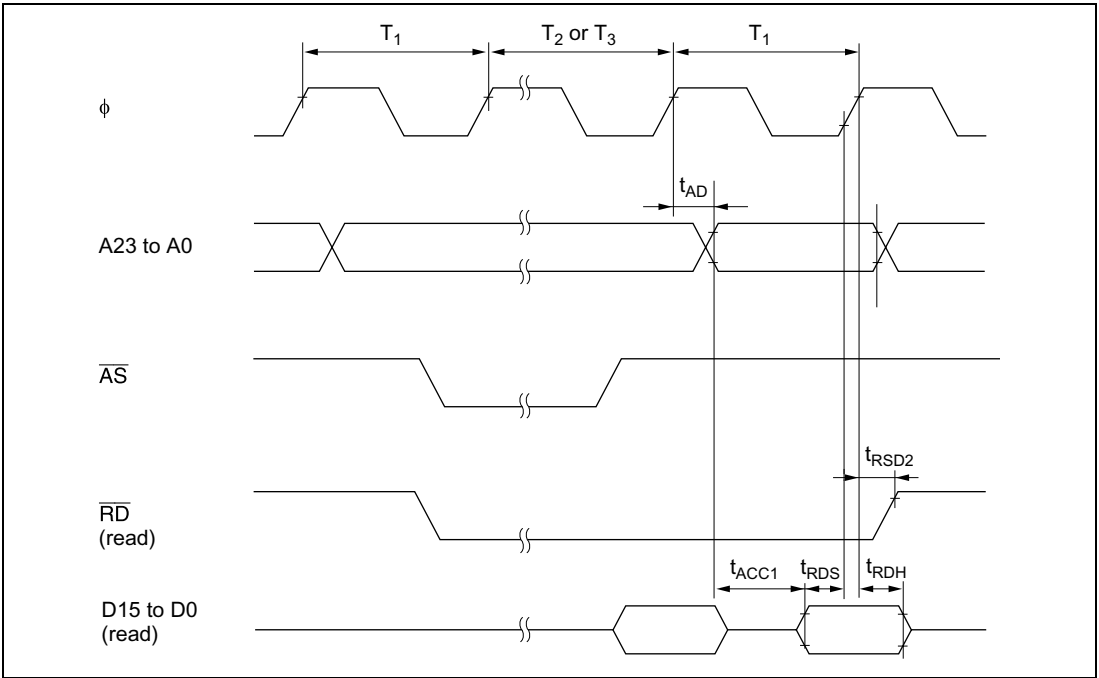 T1 T2 or T3 T1
ϕ
tAD
A23 to A0
AS
tRSD2
RD
(read)
tACC1 tRDS tRDH
D15 to D0
(read)